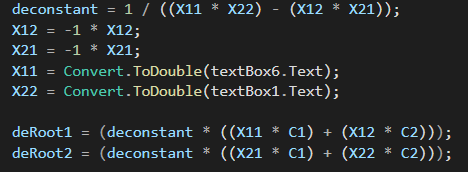 deconstant = 1 / ((X11 * X22) - (X12 * X21));
X12 = -1 * X12;
X21 = -1 * X21;
X11 = Convert.ToDouble(textBox6.Text);
X22 = Convert.ToDouble(textBox1.Text);
deRoot1 = (deconstant * ((X11 * C1) + (X12 * C2)));
deRoot2 = (deconstant * ((X21 * C1) + (X22 * C2)));